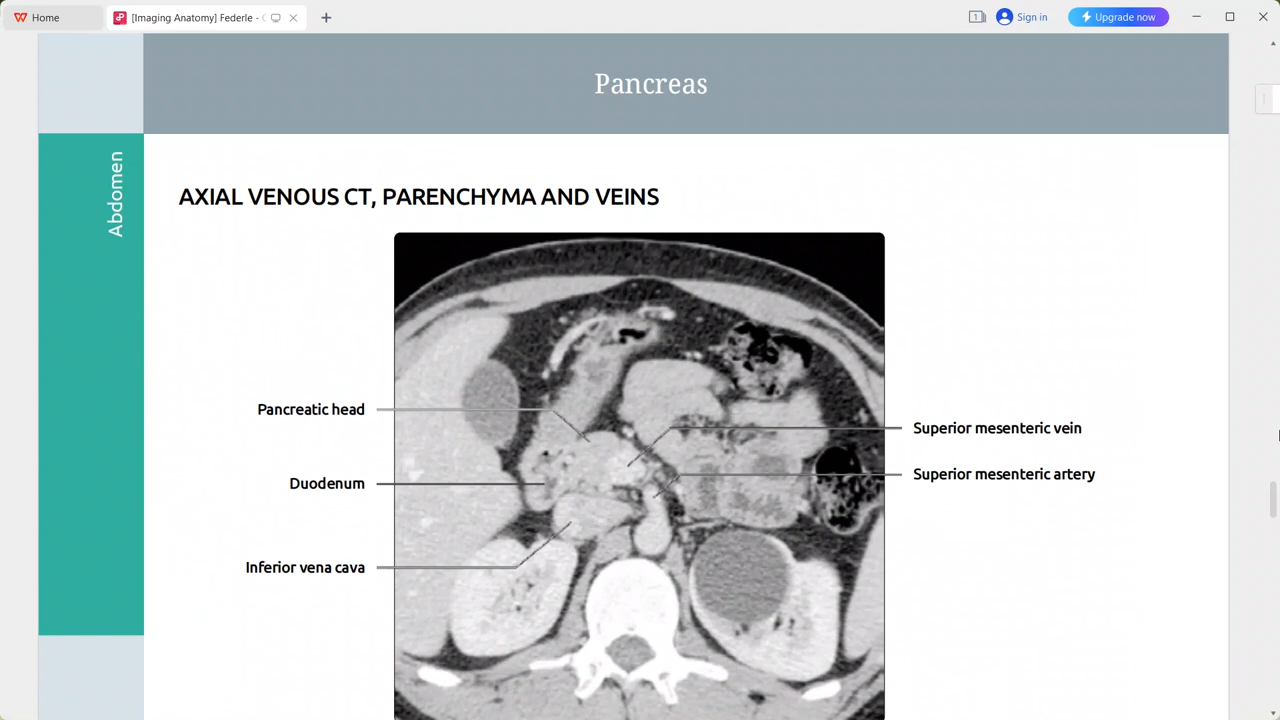 Home
[Imaging Anatomy] Federle -
1
Sign in
Upgrade now
Pancreas
Abdomen
AXIAL VENOUS CT, PARENCHYMA AND VEINS
Pancreatic head
Superior mesenteric vein
Superior mesenteric artery
Duodenum
Inferior vena cava